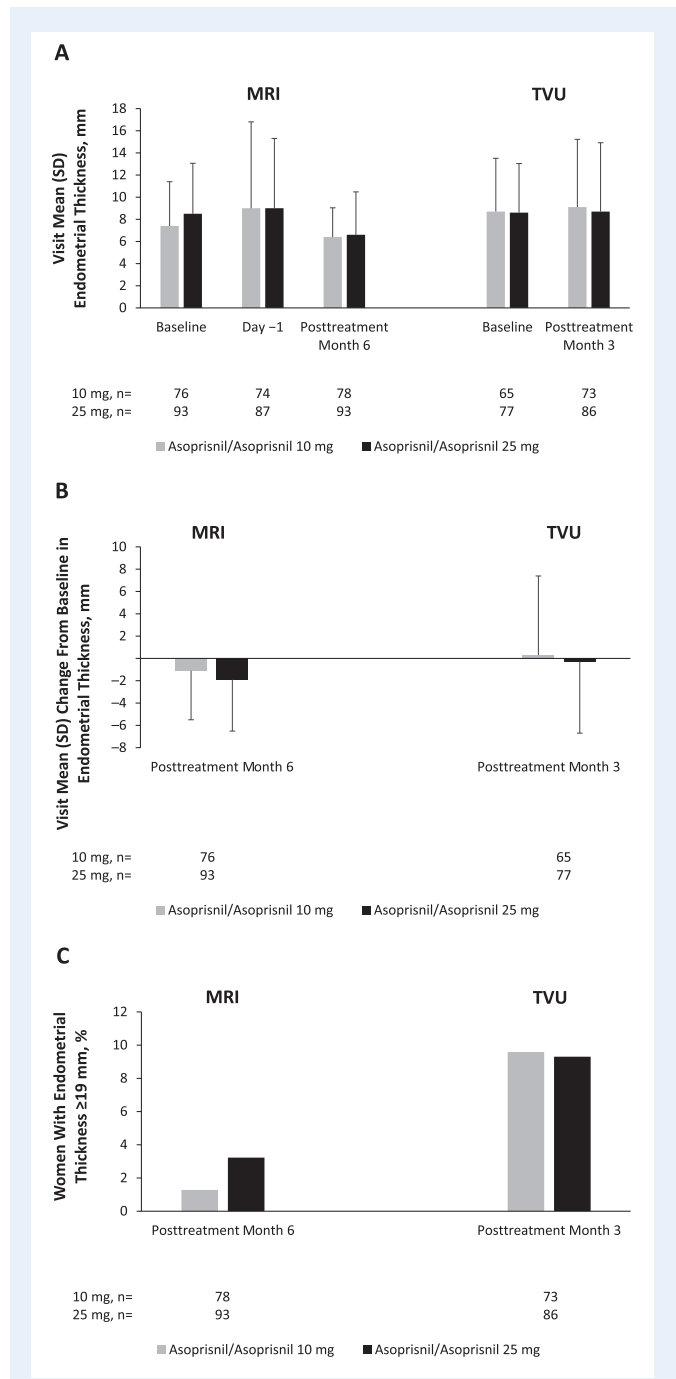 A
MRI
TVU
Visit Mean (SD)
Endometrial Thickness, mm
18
16
14
12
10
8
6
4
2
0
Baseline
Day −1
Posttreatment
Month 6
Baseline
Posttreatment
Month 3
10 mg, n= 76 74 78 65 73
25 mg, n= 93 87 93 77 86
Asoprisnil/Asoprisnil 10 mg
Asoprisnil/Asoprisnil 25 mg
B
MRI
TVU
Visit Mean (SD) Change From Baseline in
Endometrial Thickness, mm
10
8
6
4
2
−2
−4
−6
−8
Posttreatment Month 6
Posttreatment Month 3
10 mg, n= 76 65
25 mg, n= 93 77
Asoprisnil/Asoprisnil 10 mg
Asoprisnil/Asoprisnil 25 mg
C
MRI
TVU
Women With Endometrial
Thickness ≥19 mm, %
12
10
8
6
4
2
0
Posttreatment Month 6
Posttreatment Month 3
10 mg, n= 78 73
25 mg, n= 93 86
Asoprisnil/Asoprisnil 10 mg
Asoprisnil/Asoprisnil 25 mg